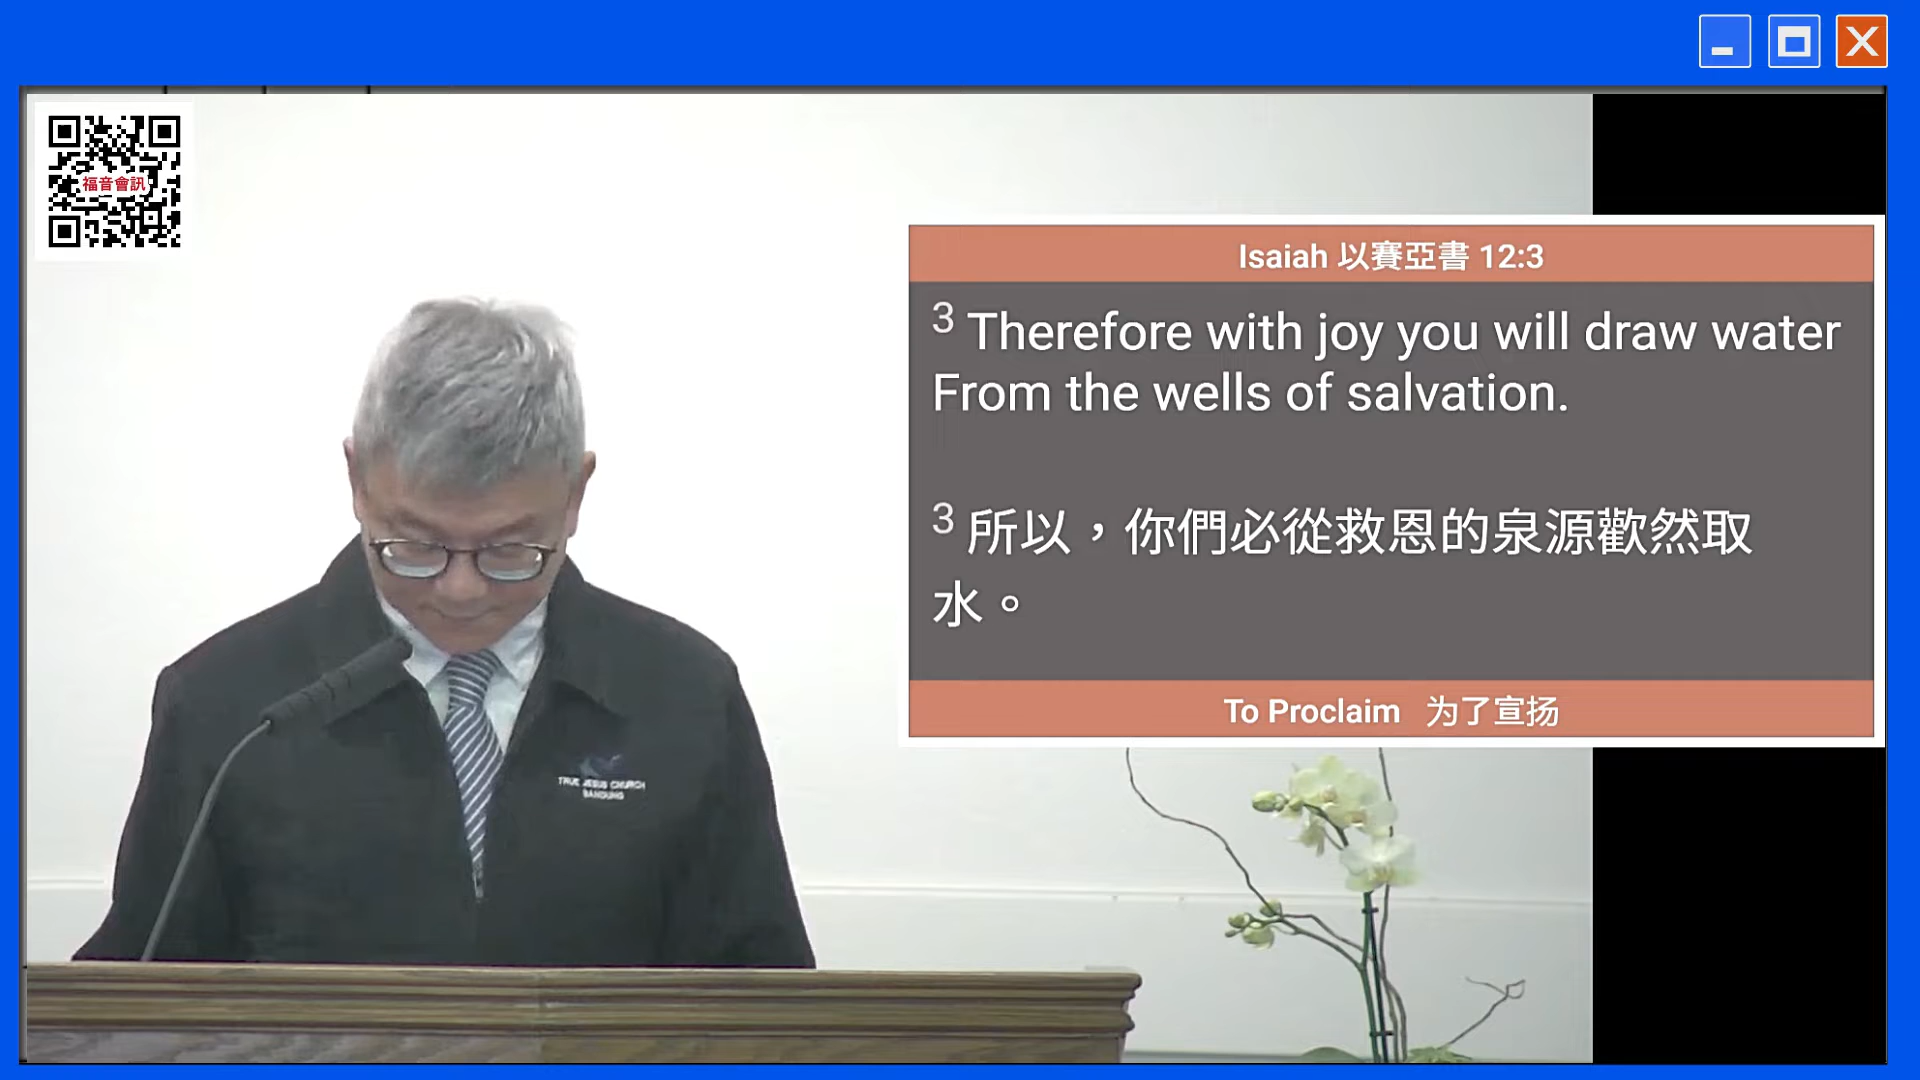 福音會訊
Isaiah 以賽亞書 12:3
3 Therefore with joy you will draw water
From the wells of salvation.
3 所以，你們必從救恩的泉源歡然取
水。
To Proclaim 为了宣扬
TRUE JESUS CHURCH
BANDUNG